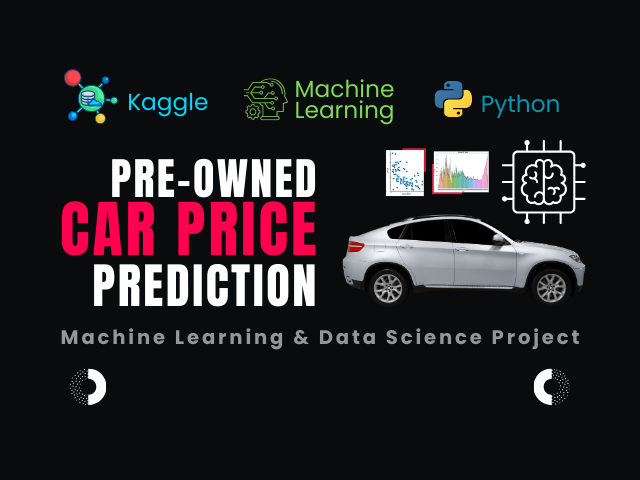 Kaggle
Machine
Learning
Python
PRE-OWNED
CAR PRICE
PREDICTION
Machine Learning & Data Science Project